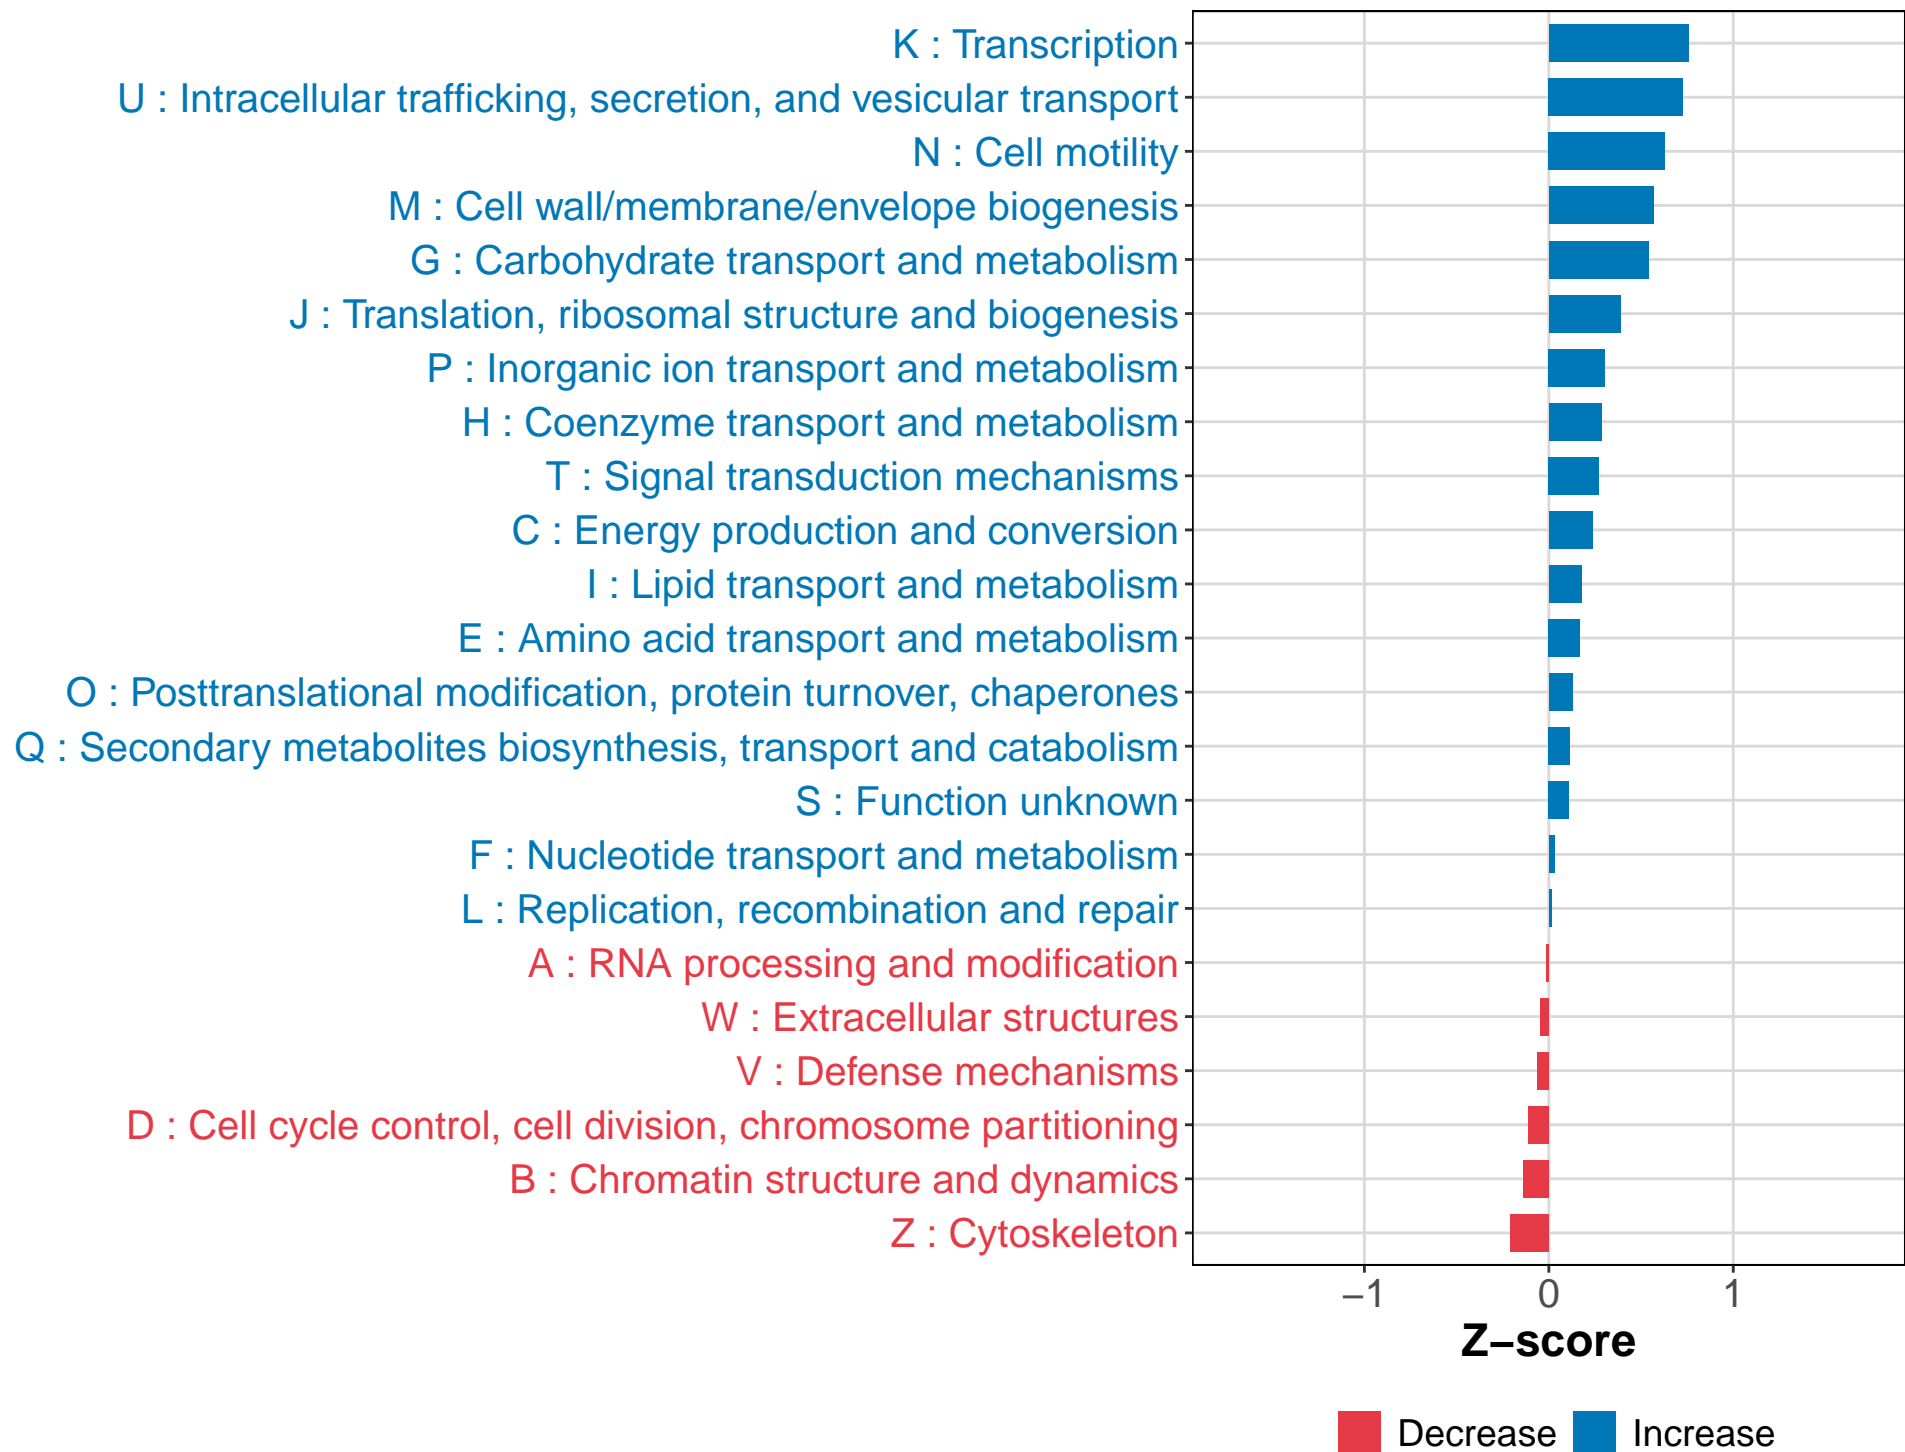 K : Transcription
U : Intracellular trafficking, secretion, and vesicular transport
N : Cell motility
M : Cell wall/membrane/envelope biogenesis
G : Carbohydrate transport and metabolism
J : Translation, ribosomal structure and biogenesis
P : Inorganic ion transport and metabolism
H : Coenzyme transport and metabolism
T : Signal transduction mechanisms
C : Energy production and conversion
I : Lipid transport and metabolism
E : Amino acid transport and metabolism
O : Posttranslational modification, protein turnover, chaperones
Q : Secondary metabolites biosynthesis, transport and catabolism
S : Function unknown
F : Nucleotide transport and metabolism
L : Replication, recombination and repair
A : RNA processing and modification
W : Extracellular structures
V : Defense mechanisms
D : Cell cycle control, cell division, chromosome partitioning
B : Chromatin structure and dynamics
Z : Cytoskeleton
−1 0 1
Z−score
Decrease Increase